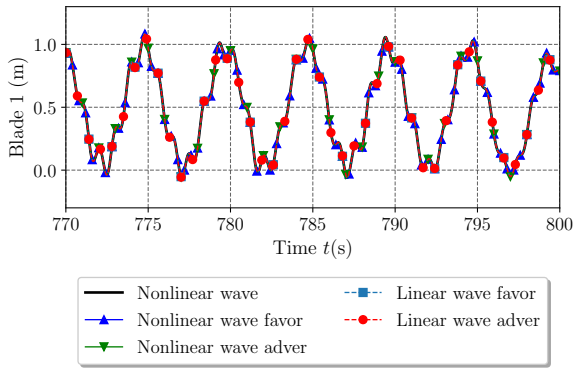 Blade 1 (m)
1.0
0.5
0.0
770 775 780 785 790 795 800
Time t(s)
Nonlinear wave
Nonlinear wave favor
Nonlinear wave adver
Linear wave favor
Linear wave adver